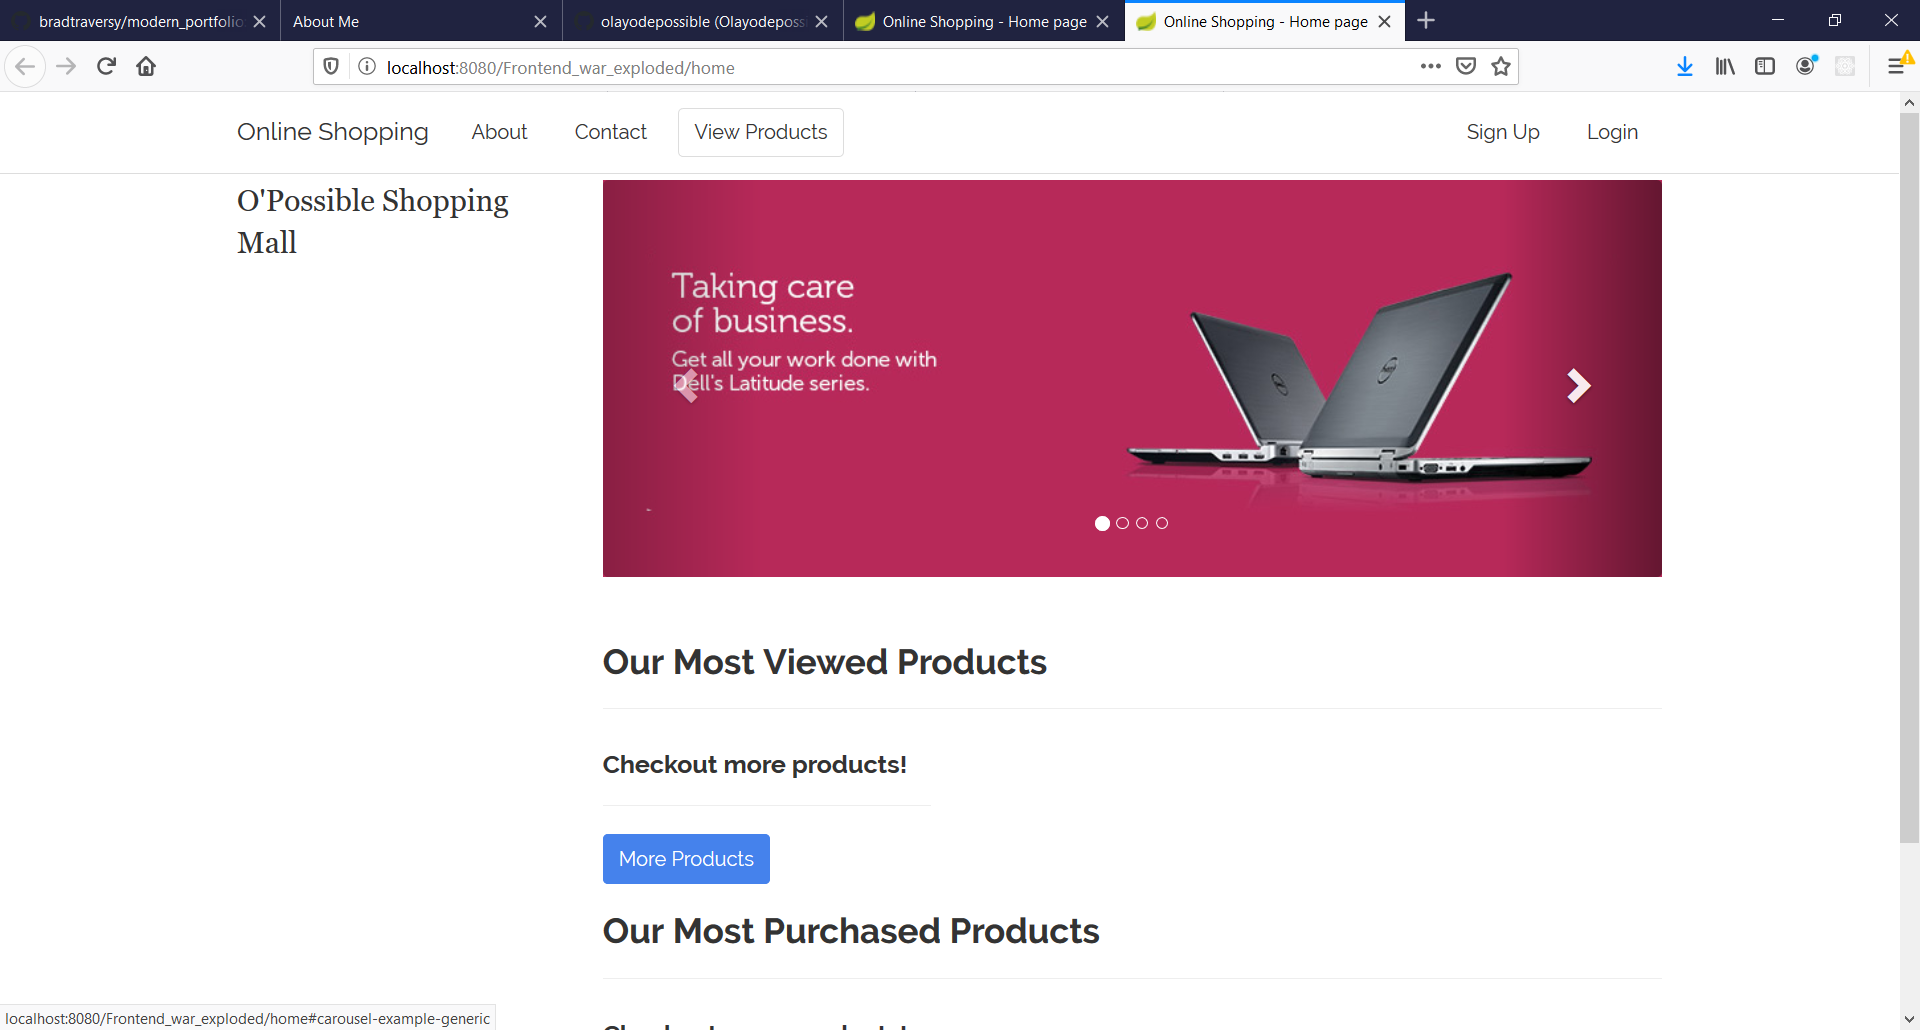 bradtraversy/modern_portfolio
About Me
olayodepossible (Olayodeposs
Online Shopping - Home page
Online Shopping - Home page
localhost:8080/Frontend_war_exploded/home
Online Shopping
About
Contact
View Products
Sign Up
Login
O'Possible Shopping
Mall
Taking care
of business.
Get all your work done with
Dell's Latitude series.
Our Most Viewed Products
Checkout more products!
More Products
Our Most Purchased Products
localhost:8080/Frontend_war_exploded/home#carousel-example-generic